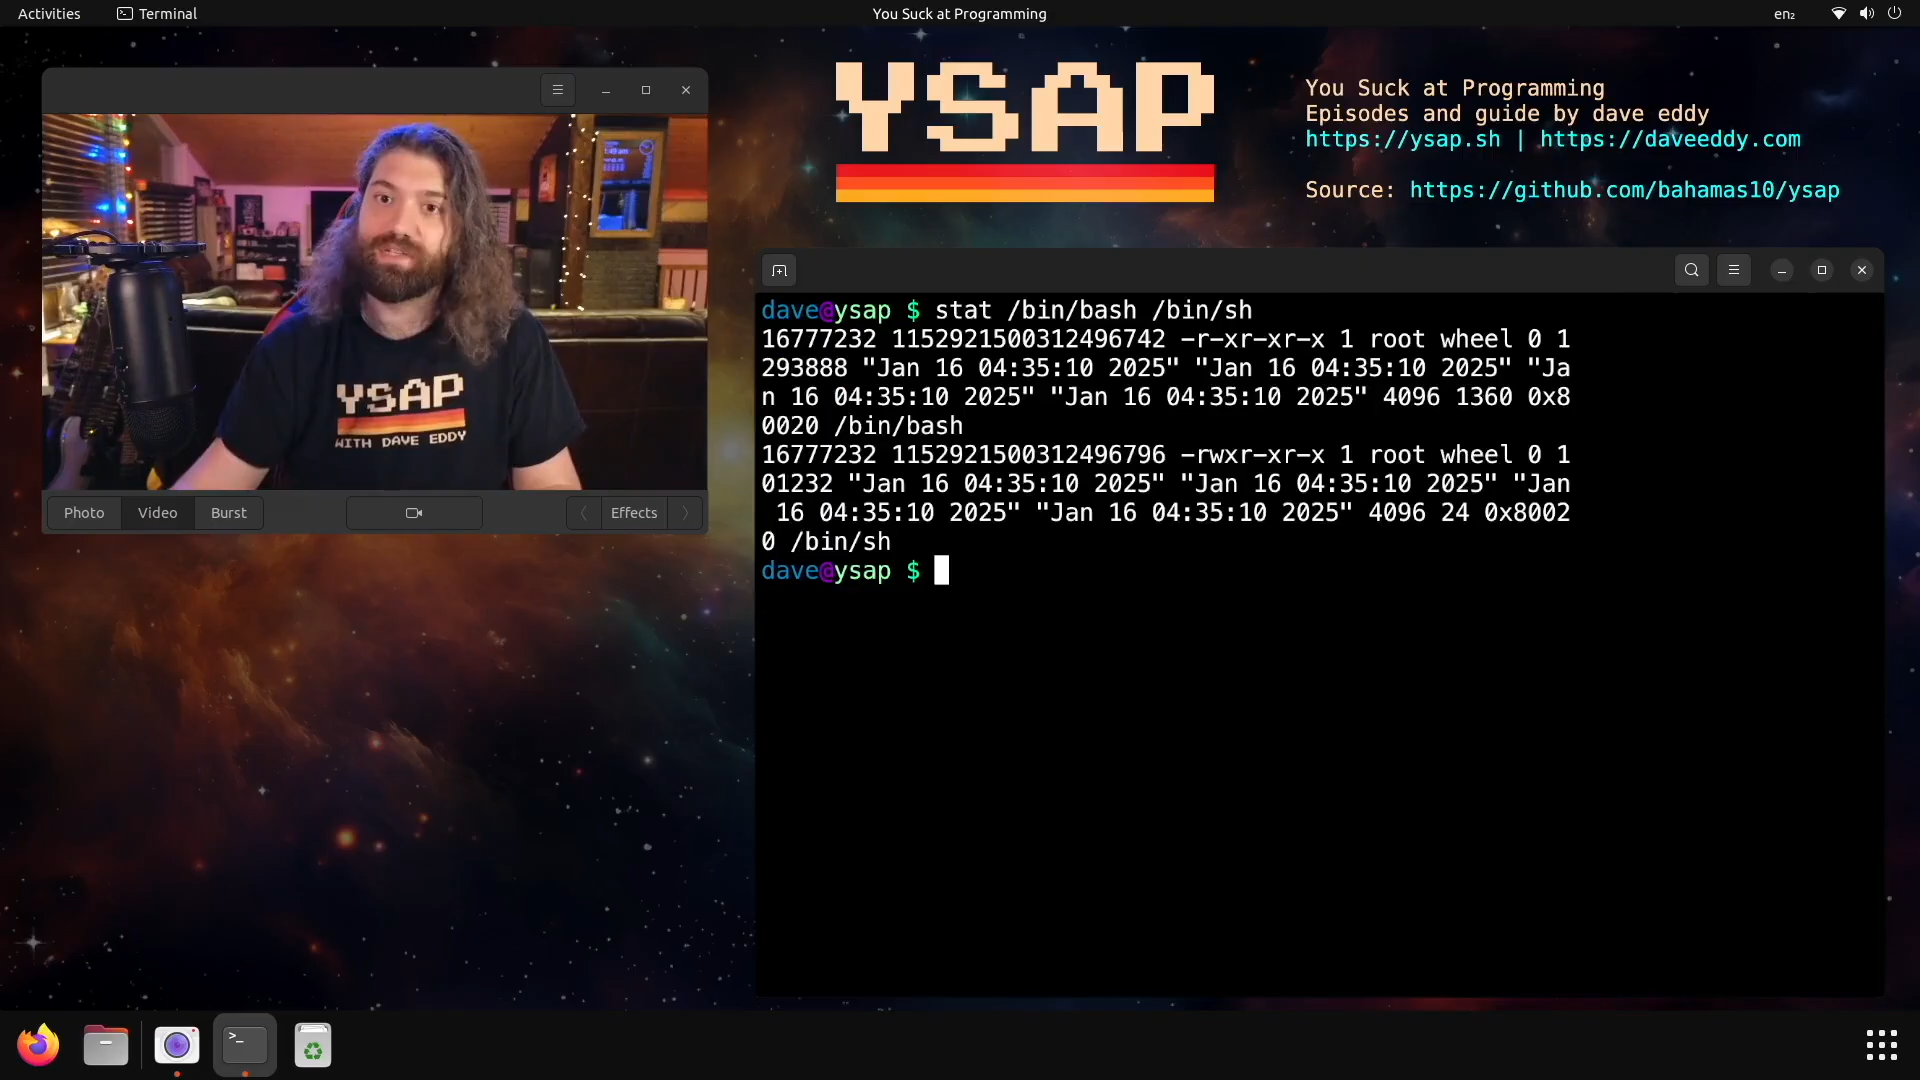 Activities
Terminal
You Suck at Programming
en₂
YSAP
You Suck at Programming
Episodes and guide by dave eddy
https://ysap.sh | https://daveeddy.com
Source: https://github.com/bahamas10/ysap
YSAP
WITH DAVE EDDY
Photo
Video
Burst
Effects
dave@ysap $ stat /bin/bash /bin/sh
16777232 1152921500312496742 -r-xr-xr-x 1 root wheel 0 1
293888 "Jan 16 04:35:10 2025" "Jan 16 04:35:10 2025" "Ja
n 16 04:35:10 2025" "Jan 16 04:35:10 2025" 4096 1360 0x8
0020 /bin/bash
16777232 1152921500312496796 -rwxr-xr-x 1 root wheel 0 1
01232 "Jan 16 04:35:10 2025" "Jan 16 04:35:10 2025" "Jan
 16 04:35:10 2025" "Jan 16 04:35:10 2025" 4096 24 0x8002
0 /bin/sh
dave@ysap $
>_